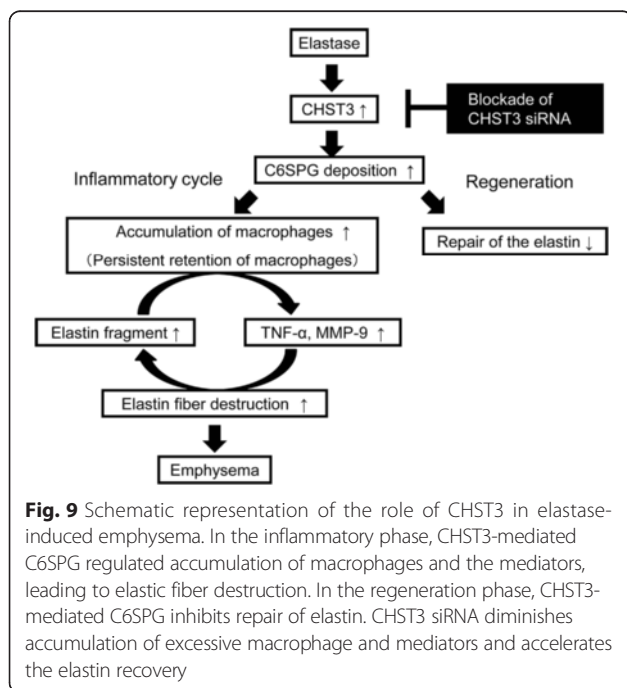 Elastase
CHST3 ↑
Blockade of
CHST3 siRNA
C6SPG deposition ↑
Inflammatory cycle
Regeneration
Accumulation of macrophages ↑
(Persistent retention of macrophages)
Repair of the elastin ↓
Elastin fragment ↑
TNF-α, MMP-9 ↑
Elastin fiber destruction ↑
Emphysema
Fig. 9 Schematic representation of the role of CHST3 in elastase-
induced emphysema. In the inflammatory phase, CHST3-mediated
C6SPG regulated accumulation of macrophages and the mediators,
leading to elastic fiber destruction. In the regeneration phase, CHST3-
mediated C6SPG inhibits repair of elastin. CHST3 siRNA diminishes
accumulation of excessive macrophage and mediators and accelerates
the elastin recovery